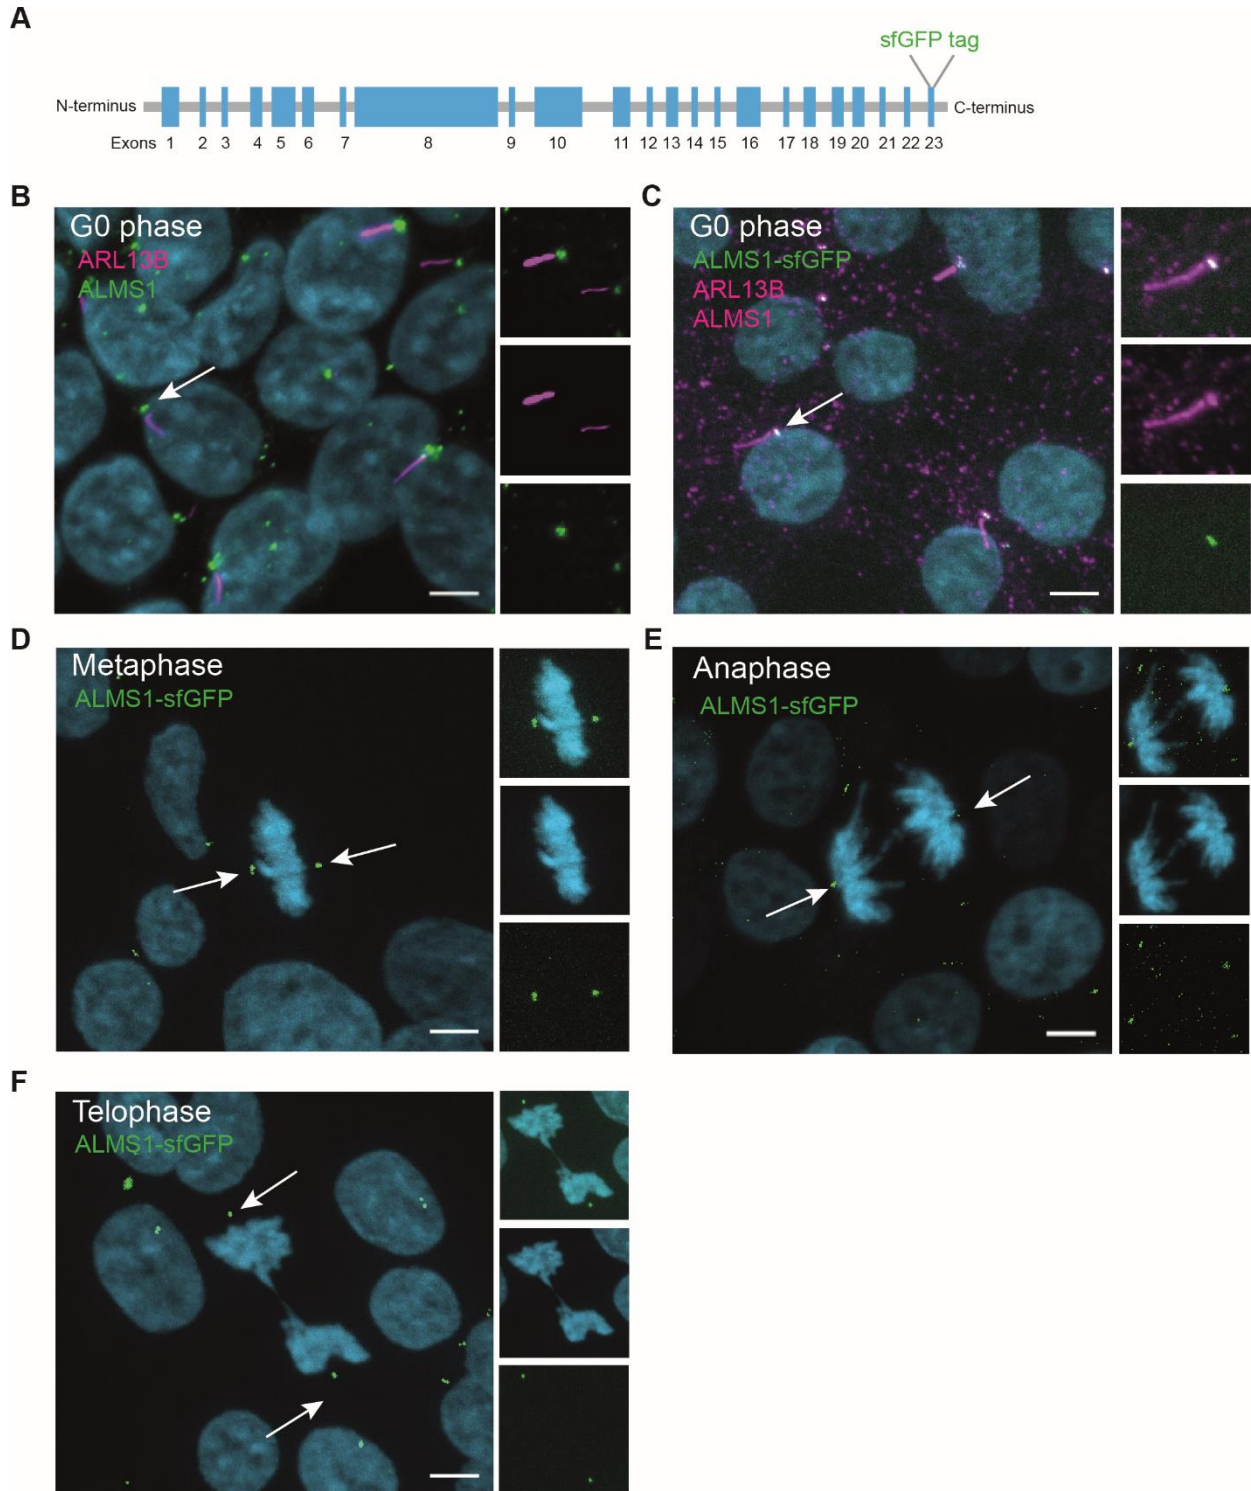 A
sfGFP tag
N-terminus
C-terminus
Exons 1 2 3 4 5 6 7 8 9 10 11 12 13 14 15 16 17 18 19 20 21 22 23
B
G0 phase
ARL13B
ALMS1
C
G0 phase
ALMS1-sfGFP
ARL13B
ALMS1
D
Metaphase
ALMS1-sfGFP
E
Anaphase
ALMS1-sfGFP
F
Telophase
ALMS1-sfGFP